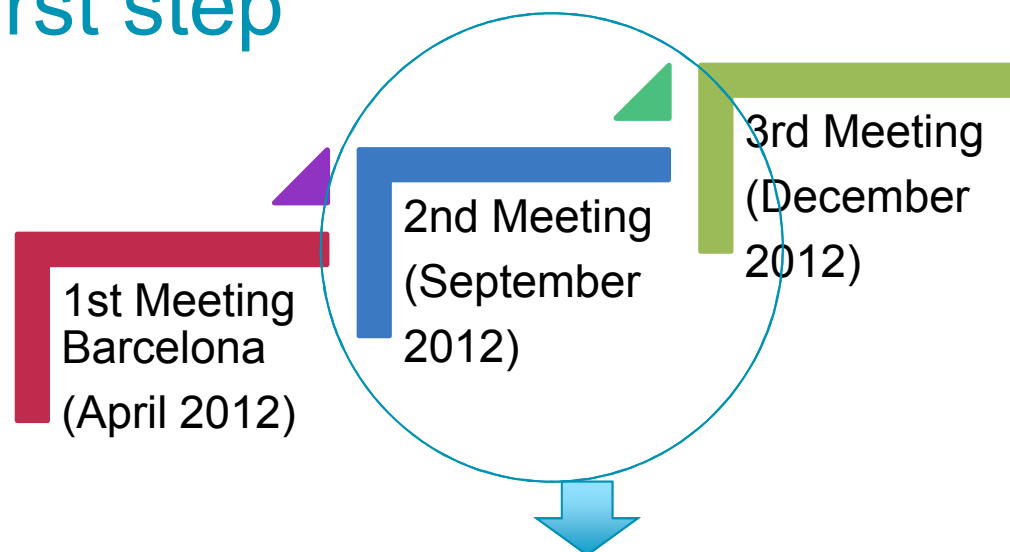 rst step
1st Meeting
Barcelona
(April 2012)
2nd Meeting
(September
2012)
3rd Meeting
(December
2012)